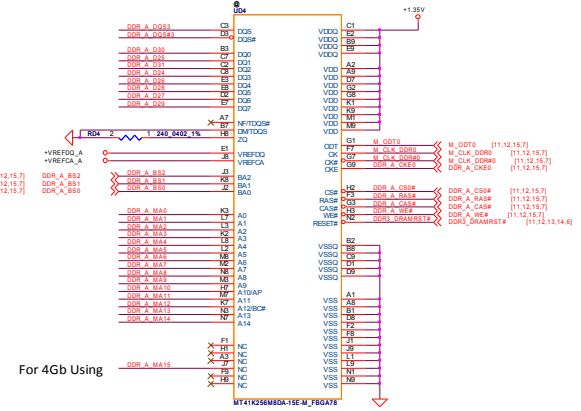 @
UD4
+1.35V
DDR_A_DQS3 C3 DQS
DDR_A_DQS#3 D3 DQS#
DDR_A_D30 B3 DQ0
DDR_A_D25 C7 DQ1
DDR_A_D31 C2 DQ2
DDR_A_D24 C8 DQ3
DDR_A_D26 E3 DQ4
DDR_A_D28 E8 DQ5
DDR_A_D27 D2 DQ6
DDR_A_D29 E7 DQ7
A7 NF/TDQS#
B7 DM/TDQS
RD4 2 1 240_0402_1% H8 ZQ
+VREFDQ_A E1 VREFDQ
+VREFCA_A J8 VREFCA
12,15,7] DDR_A_BS2 DDR_A_BS2 J3 BA2
12,15,7] DDR_A_BS1 DDR_A_BS1 K8 BA1
12,15,7] DDR_A_BS0 DDR_A_BS0 J2 BA0
DDR_A_MA0 K3 A0
DDR_A_MA1 L7 A1
DDR_A_MA2 L3 A2
DDR_A_MA3 K2 A3
DDR_A_MA4 L8 A4
DDR_A_MA5 L2 A5
DDR_A_MA6 M8 A6
DDR_A_MA7 M2 A7
DDR_A_MA8 N8 A8
DDR_A_MA9 M3 A9
DDR_A_MA10 H7 A10/AP
DDR_A_MA11 M7 A11
DDR_A_MA12 K7 A12/BC#
DDR_A_MA13 N3 A13
DDR_A_MA14 N7 A14
F1 NC
H1 NC
A3 NC
For 4Gb Using DDR_A_MA15 J7 NC
F9 NC
H9 NC
VDDQ C1
VDDQ E2
VDDQ B9
VDDQ E9
VDD A2
VDD A9
VDD D7
VDD G2
VDD G8
VDD K1
VDD K9
VDD M1
VDD M9
ODT G1 M_ODT0 M_ODT0 [11,12,15,7]
CK F7 M_CLK_DDR0 M_CLK_DDR0 [11,12,15,7]
CK# G7 M_CLK_DDR#0 M_CLK_DDR#0 [11,12,15,7]
CKE G9 DDR_A_CKE0 DDR_A_CKE0 [11,12,15,7]
CS# H2 DDR_A_CS0# DDR_A_CS0# [11,12,15,7]
RAS# F3 DDR_A_RAS# DDR_A_RAS# [11,12,15,7]
CAS# G3 DDR_A_CAS# DDR_A_CAS# [11,12,15,7]
WE# H3 DDR_A_WE# DDR_A_WE# [11,12,15,7]
RESET# N2 DDR3_DRAMRST# DDR3_DRAMRST# [11,12,13,14,6]
VSSQ B2
VSSQ B8
VSSQ C9
VSSQ D1
VSSQ D9
VSS A1
VSS A8
VSS B1
VSS D8
VSS F2
VSS F8
VSS J1
VSS J9
VSS L1
VSS L9
VSS N1
VSS N9
MT41K256M8DA-15E-M_FBGA78